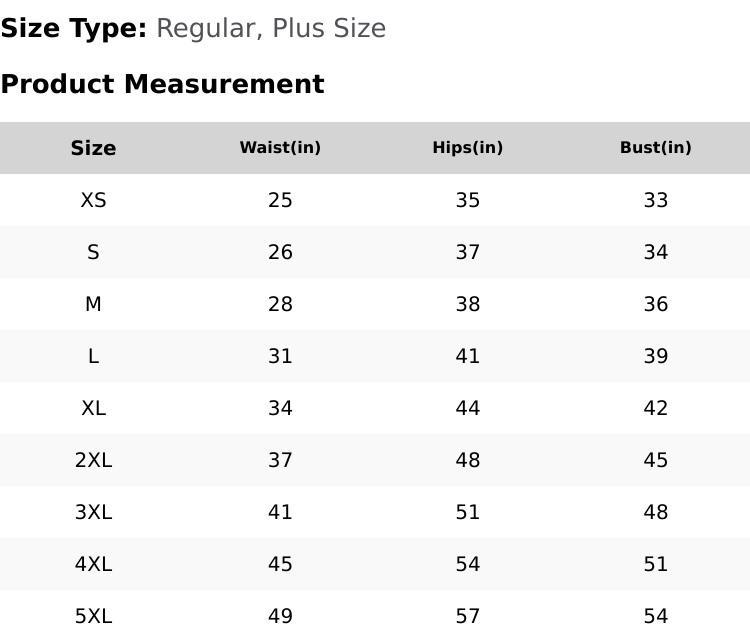 Size Type: Regular, Plus Size
Product Measurement
Size Waist(in) Hips(in) Bust(in)
XS 25 35 33
S 26 37 34
M 28 38 36
L 31 41 39
XL 34 44 42
2XL 37 48 45
3XL 41 51 48
4XL 45 54 51
5XL 49 57 54